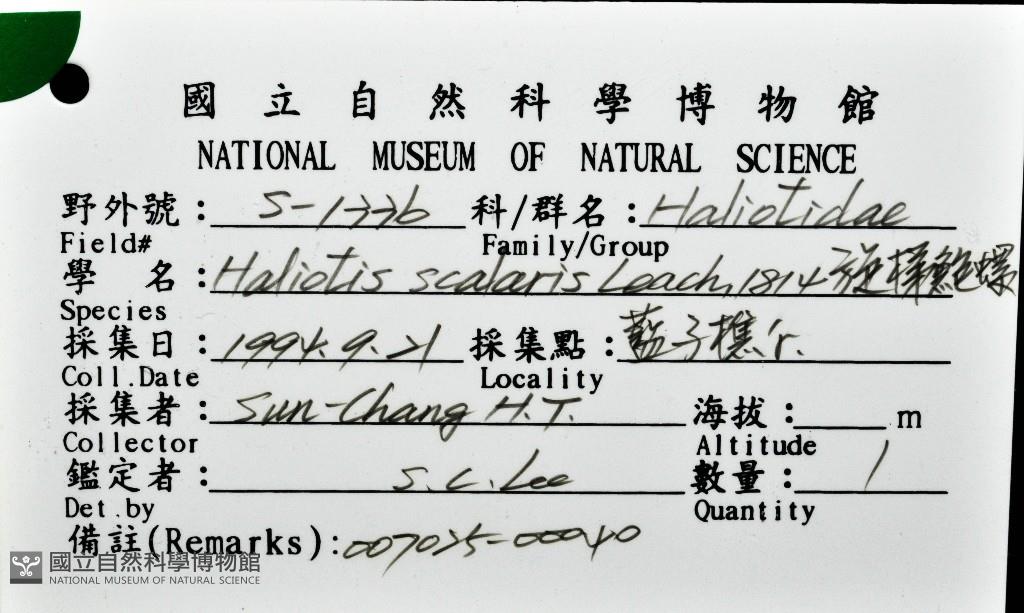 國立自然科學博物館
NATIONAL MUSEUM OF NATURAL SCIENCE
野外號: S-1776 科/群名: Haliotidae
Field# Family/Group
學名: Haliotis scalaris Leach, 1814 鮑螺
Species
採集日: 1994.9.21 採集點: 藍子樵 Jr.
Coll.Date Locality
採集者: Sun-Chang H.T. 海拔: m
Collector Altitude
鑑定者: S.C.Lee 數量: 1
Det.by Quantity
備註(Remarks): 007025-00040
國立自然科學博物館
NATIONAL MUSEUM OF NATURAL SCIENCE